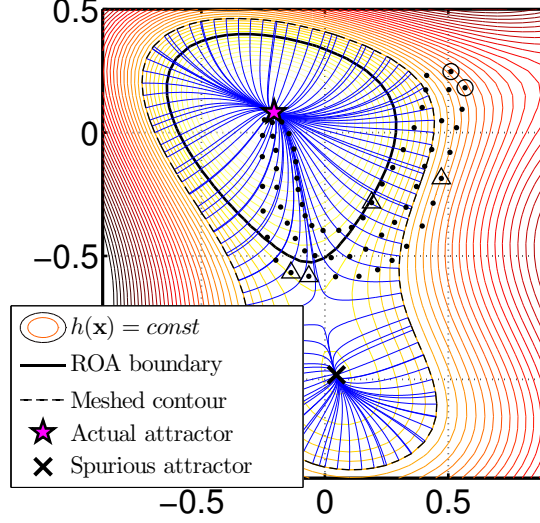 0.5
0
−0.5
h(x) = const
ROA boundary
Meshed contour
Actual attractor
Spurious attractor
−0.5 0 0.5